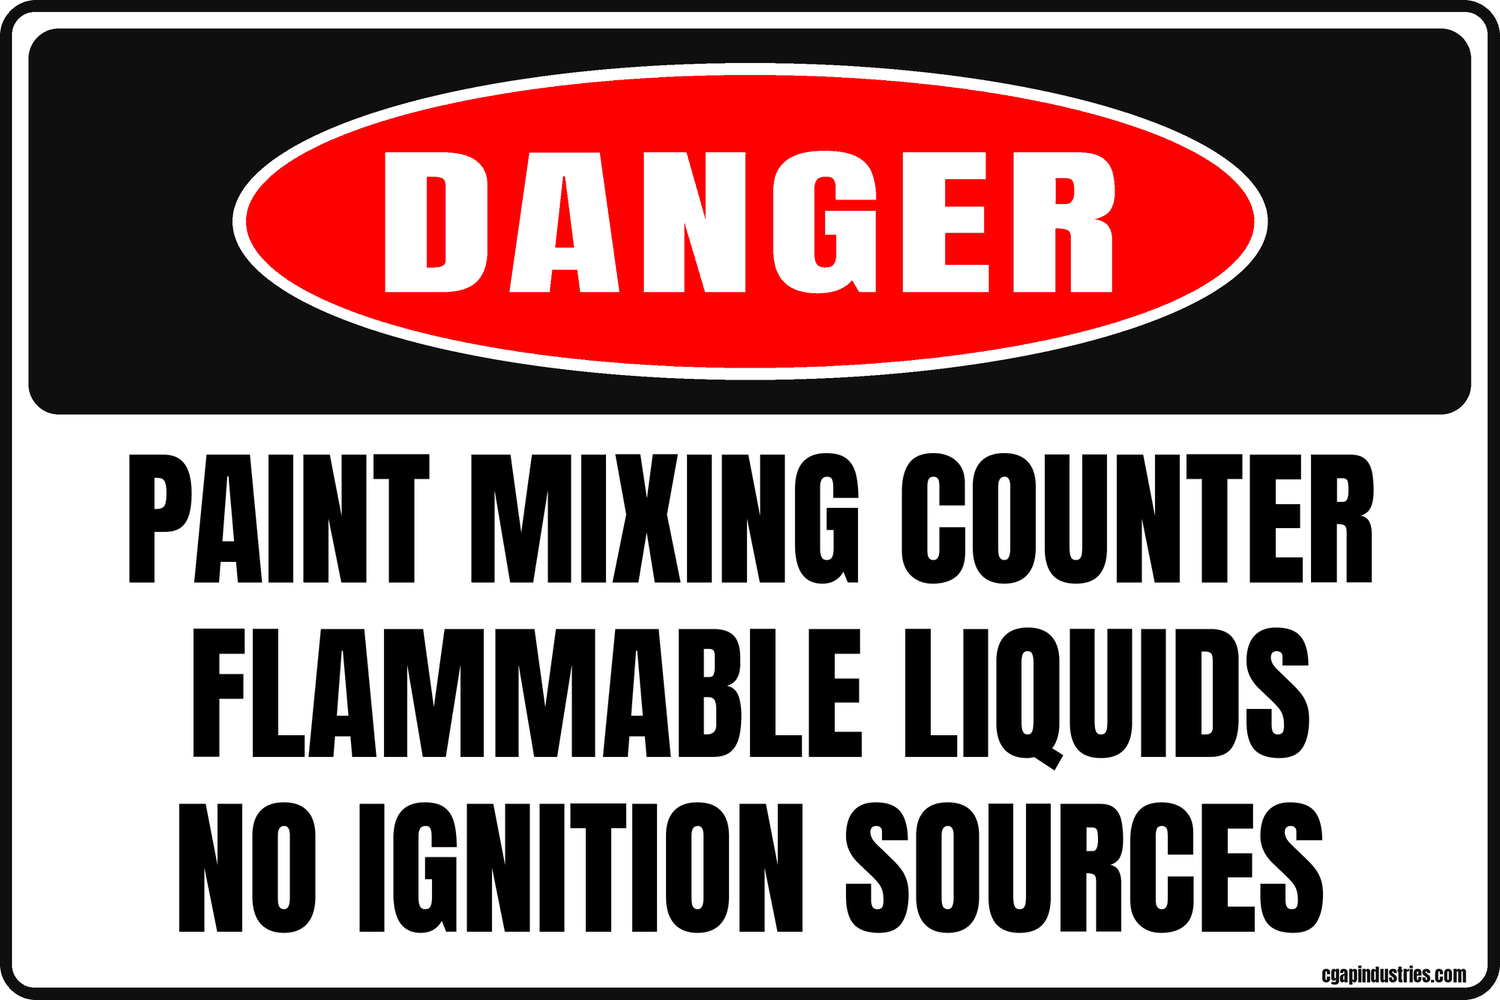 DANGER
PAINT MIXING COUNTER
FLAMMABLE LIQUIDS
NO IGNITION SOURCES
cgapindustries.com